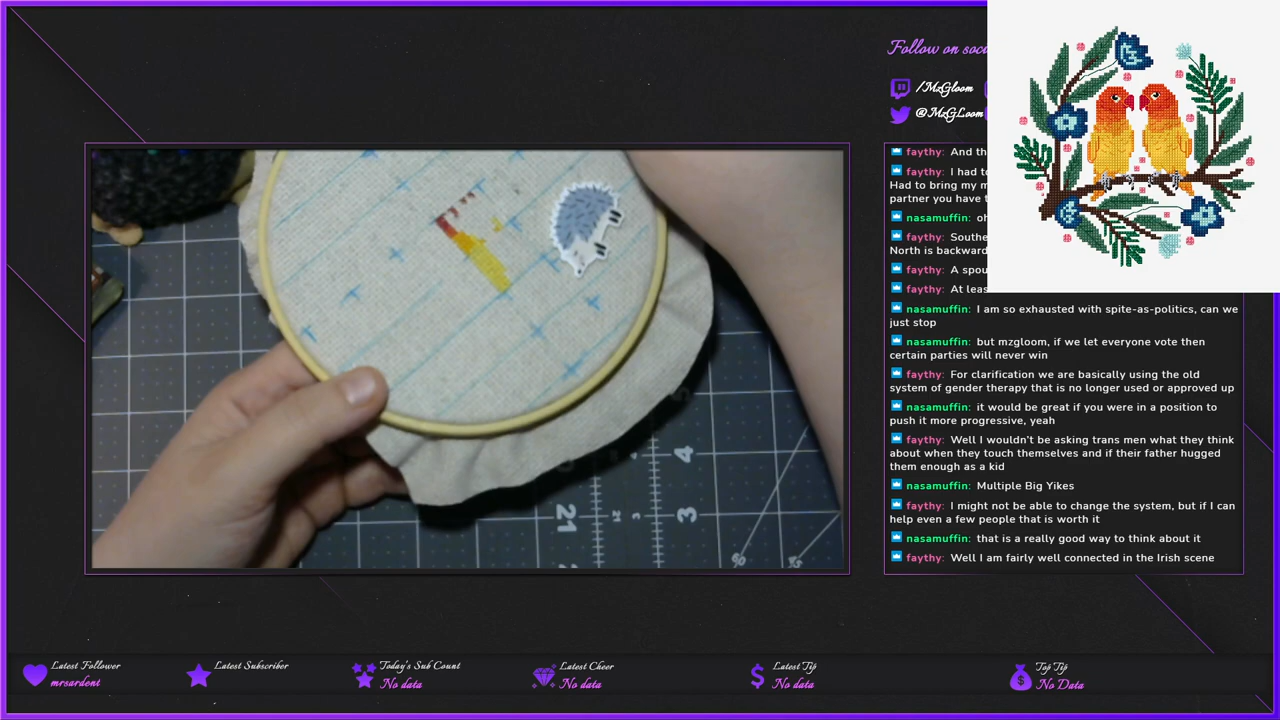 Follow on soc
/MzGloom
@MzGLoom
faythy: And th
faythy: I had to
Had to bring my m
partner you have t
nasamuffin: oh
faythy: Southe
North is backward
faythy: A spou
faythy: At leas
nasamuffin: I am so exhausted with spite-as-politics, can we
just stop
nasamuffin: but mzgloom, if we let everyone vote then
certain parties will never win
faythy: For clarification we are basically using the old
system of gender therapy that is no longer used or approved up
nasamuffin: it would be great if you were in a position to
push it more progressive, yeah
faythy: Well I wouldn't be asking trans men what they think
about when they touch themselves and if their father hugged
them enough as a kid
nasamuffin: Multiple Big Yikes
faythy: I might not be able to change the system, but if I can
help even a few people that is worth it
nasamuffin: that is a really good way to think about it
faythy: Well I am fairly well connected in the Irish scene
21
3
4
60
45
Latest Follower
mrsardent
Latest Subscriber
Today's Sub Count
No data
Latest Cheer
No data
Latest Tip
No data
Top Tip
No Data